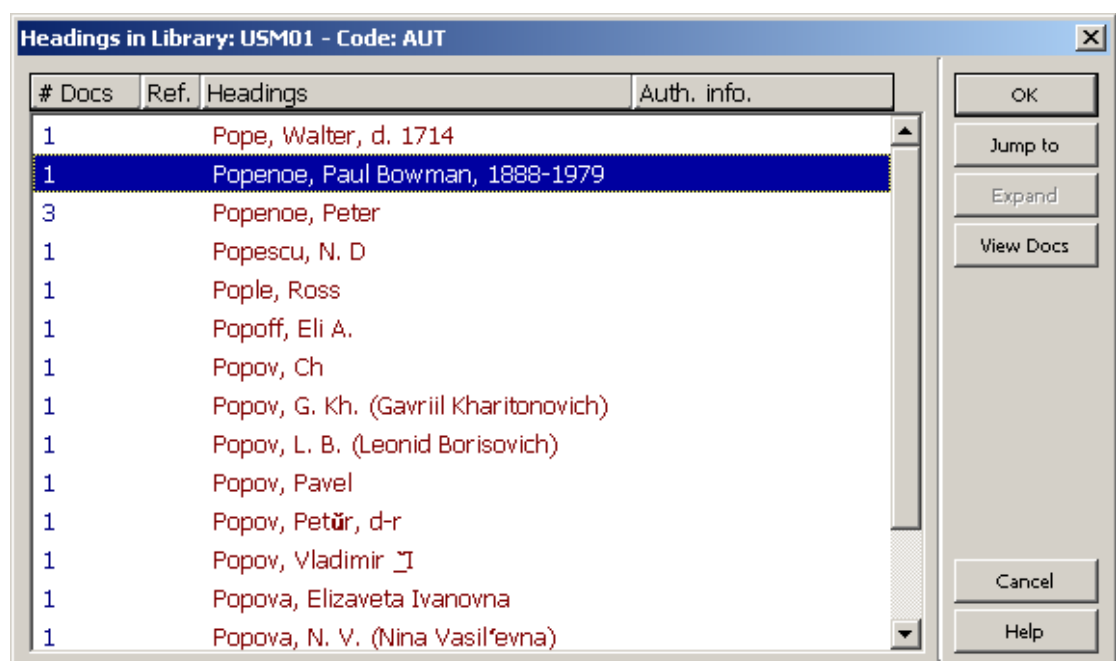 Headings in Library: USM01 - Code: AUT
# Docs Ref. Headings Auth. info.
1 Pope, Walter, d. 1714
1 Popenoe, Paul Bowman, 1888-1979
3 Popenoe, Peter
1 Popescu, N. D
1 Pople, Ross
1 Popoff, Eli A.
1 Popov, Ch
1 Popov, G. Kh. (Gavriil Kharitonovich)
1 Popov, L. B. (Leonid Borisovich)
1 Popov, Pavel
1 Popov, Petŭr, d-r
1 Popov, Vladimir
1 Popova, Elizaveta Ivanovna
1 Popova, N. V. (Nina Vasilʹevna)
OK
Jump to
Expand
View Docs
Cancel
Help